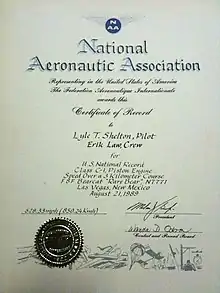 NAA
National
Aeronautic Association
Representing in the United States of America
The Federation Aeronautique Internationale
awards this
Certificate of Record
to
Lyle T. Shelton, Pilot
Erik Law, Crew
for
U.S. National Record
Class C-1, Piston Engine
Speed Over a 3 Kilometer Course
F8F Bearcat "Rare Bear" N777L
Las Vegas, New Mexico
August 21, 1989
528.33 mph (850.24 km/h)
President
Contest and Record Board